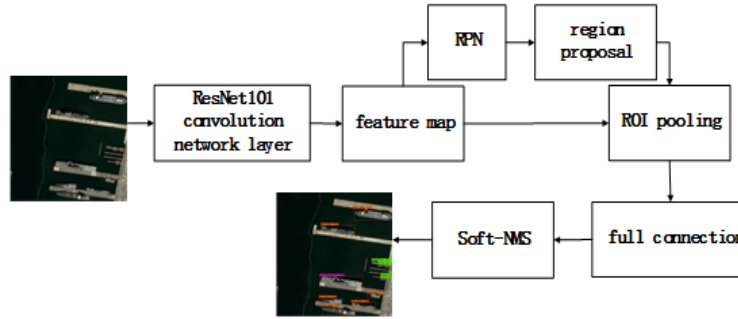 RPN
region
proposal
ResNet101
convolution
network layer
feature map
ROI pooling
Soft-NMS
full connection